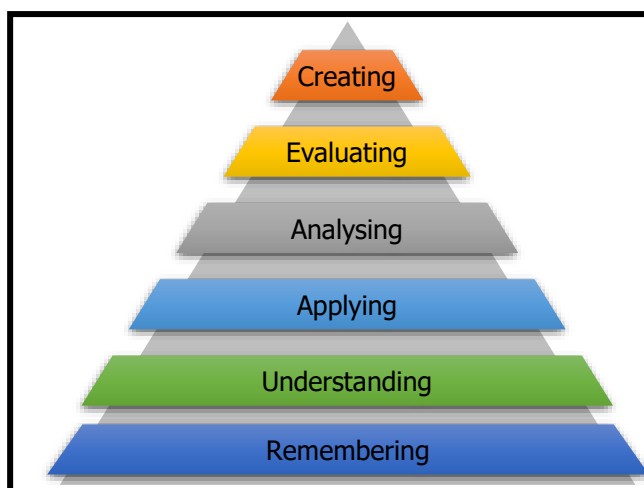 Creating
Evaluating
Analysing
Applying
Understanding
Remembering